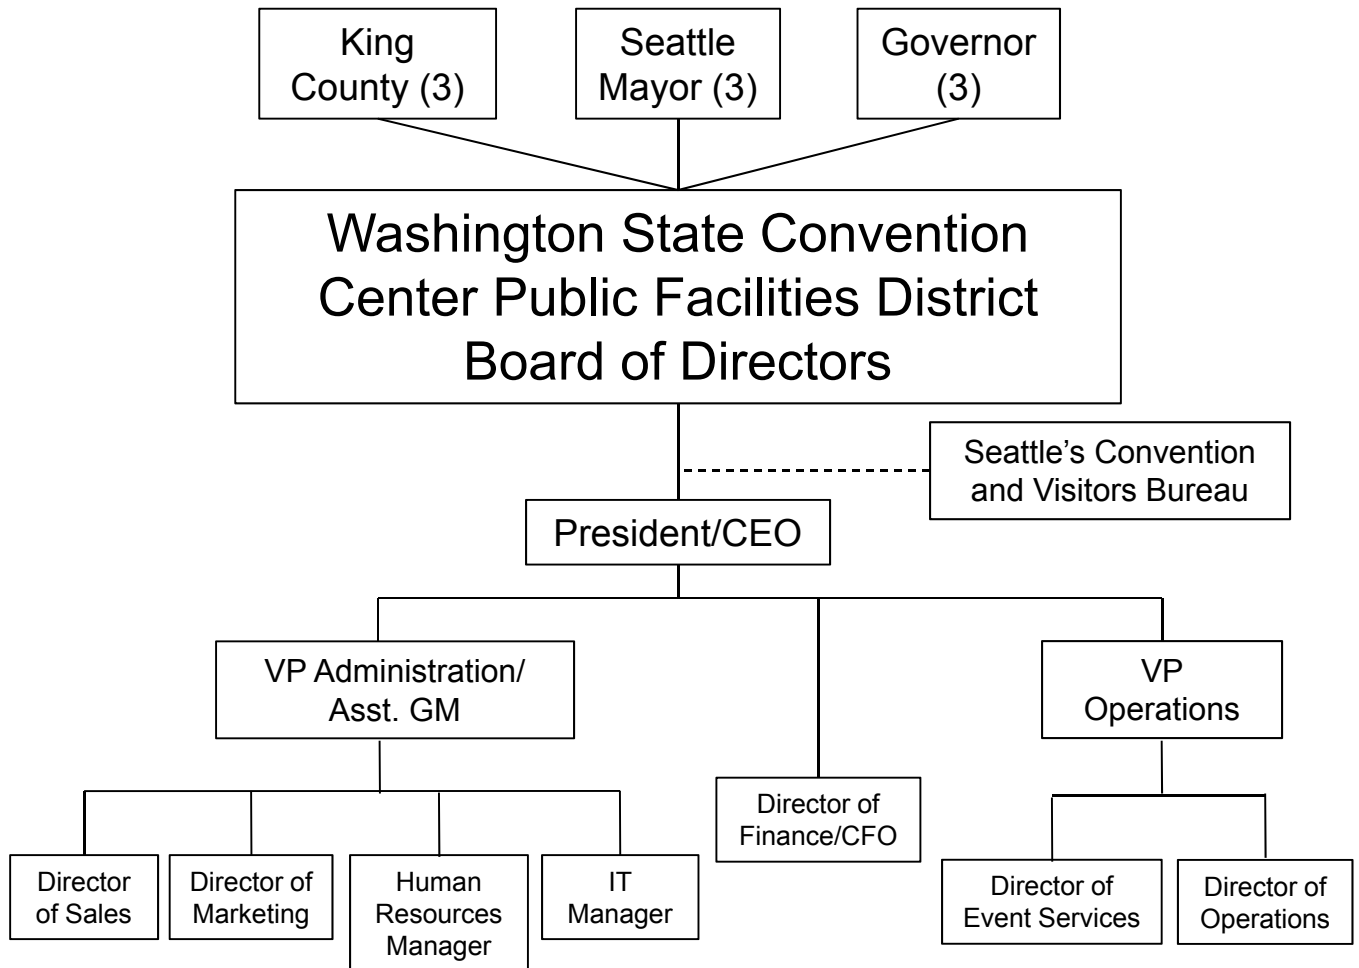 King
County (3)
Seattle
Mayor (3)
Governor
(3)
Washington State Convention
Center Public Facilities District
Board of Directors
Seattle’s Convention
and Visitors Bureau
President/CEO
VP Administration/
Asst. GM
VP
Operations
Director of
Finance/CFO
Director
of Sales
Director of
Marketing
Human
Resources
Manager
IT
Manager
Director of
Event Services
Director of
Operations